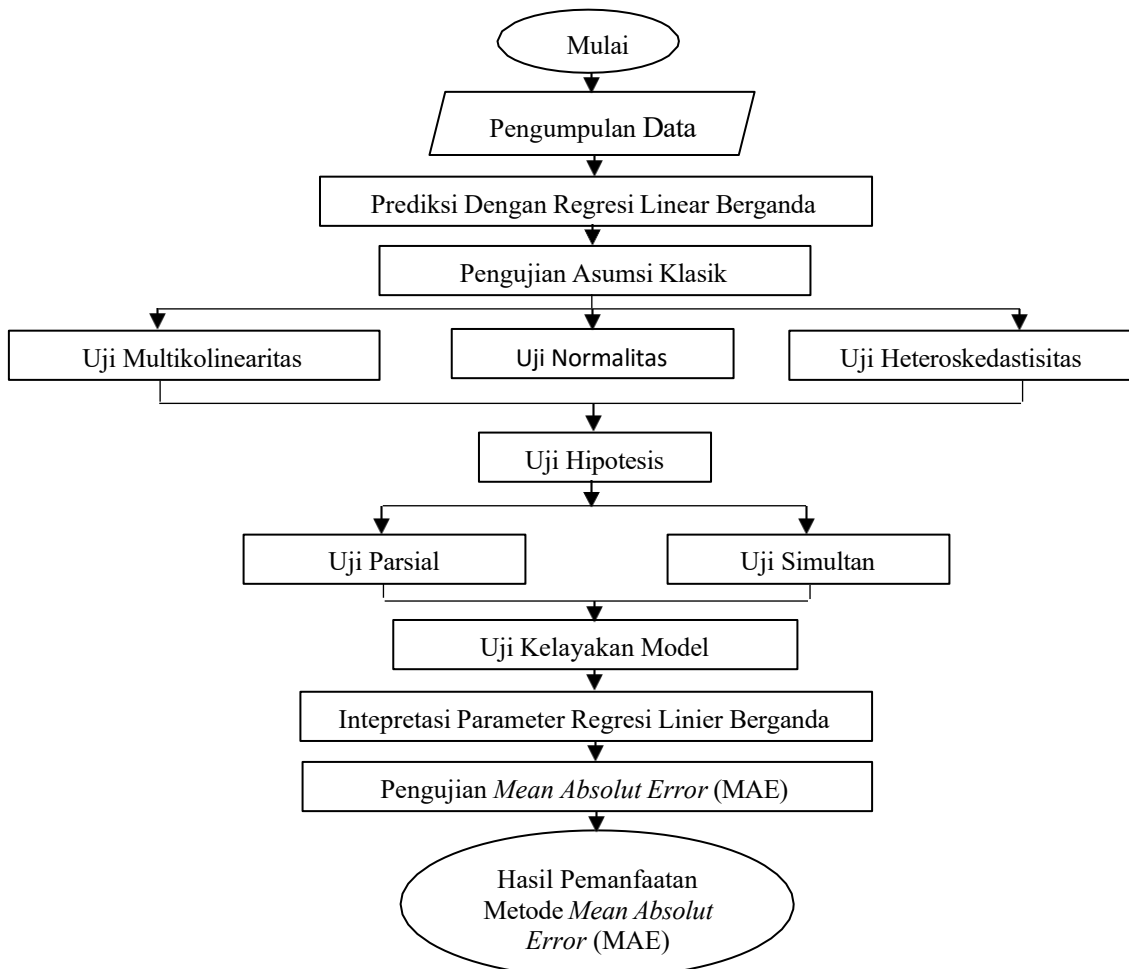 Mulai
Pengumpulan Data
Prediksi Dengan Regresi Linear Berganda
Pengujian Asumsi Klasik
Uji Multikolinearitas
Uji Normalitas
Uji Heteroskedastisitas
Uji Hipotesis
Uji Parsial
Uji Simultan
Uji Kelayakan Model
Intepretasi Parameter Regresi Linier Berganda
Pengujian Mean Absolut Error (MAE)
Hasil Pemanfaatan
Metode Mean Absolut
Error (MAE)